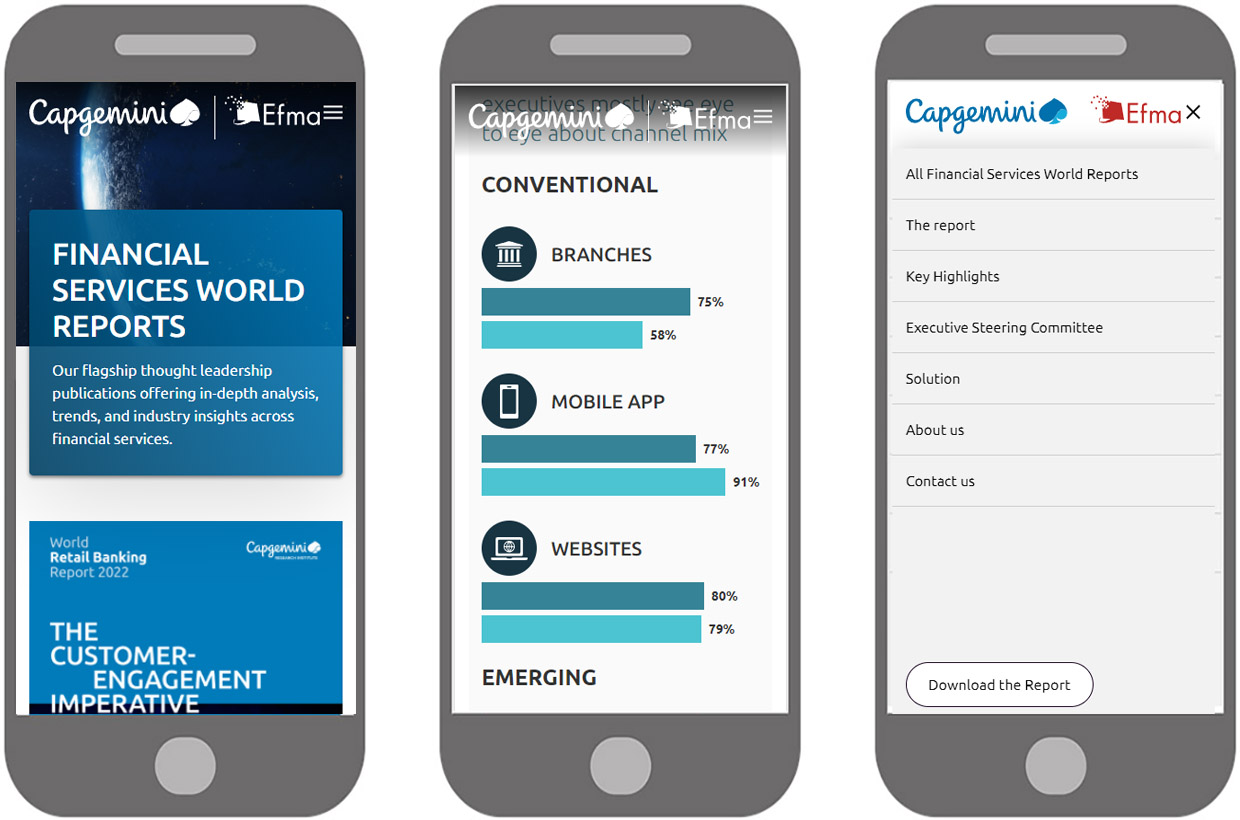 Capgemini Efma
FINANCIAL
SERVICES WORLD
REPORTS
Our flagship thought leadership
publications offering in-depth analysis,
trends, and industry insights across
financial services.
World
Retail Banking
Report 2022
Capgemini
RESEARCH INSTITUTE
THE
CUSTOMER-
ENGAGEMENT
IMPERATIVE
Capgemini Efma
executives mostly see eye
to eye about channel mix
CONVENTIONAL
BRANCHES
75%
58%
MOBILE APP
77%
91%
WEBSITES
80%
79%
EMERGING
Capgemini Efma
All Financial Services World Reports
The report
Key Highlights
Executive Steering Committee
Solution
About us
Contact us
Download the Report